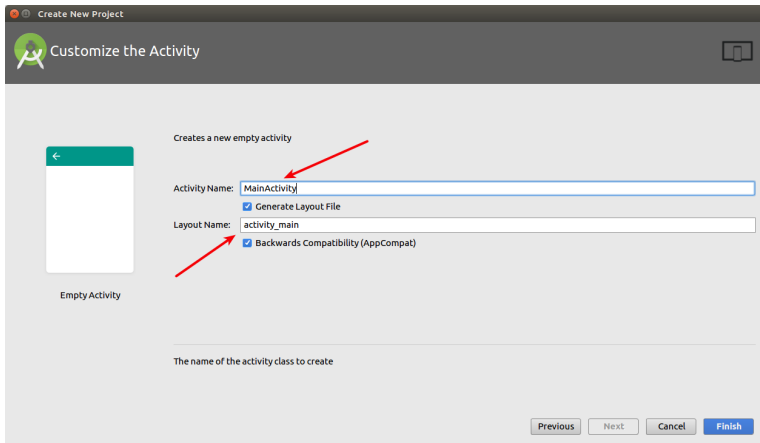 Create New Project
Customize the Activity
Creates a new empty activity
Activity Name: MainActivity
Generate Layout File
Layout Name: activity_main
Backwards Compatibility (AppCompat)
Empty Activity
The name of the activity class to create
Previous Next Cancel Finish